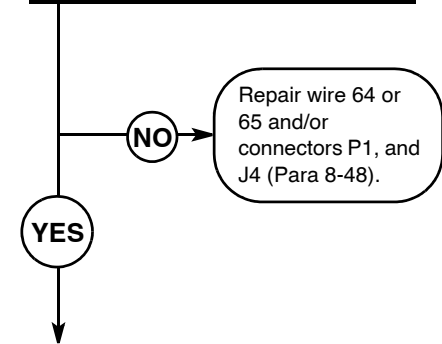 Repair wire 64 or
65 and/or
connectors P1, and
J4 (Para 8-48).
NO
YES